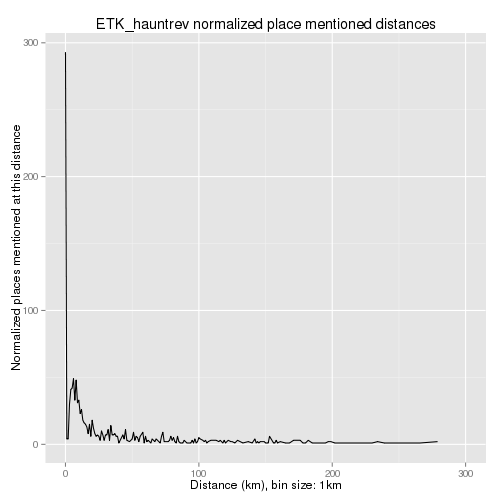 ETK_hauntrev normalized place mentioned distances
Normalized places mentioned at this distance
300
200
100
0
0 100 200 300
Distance (km), bin size: 1km